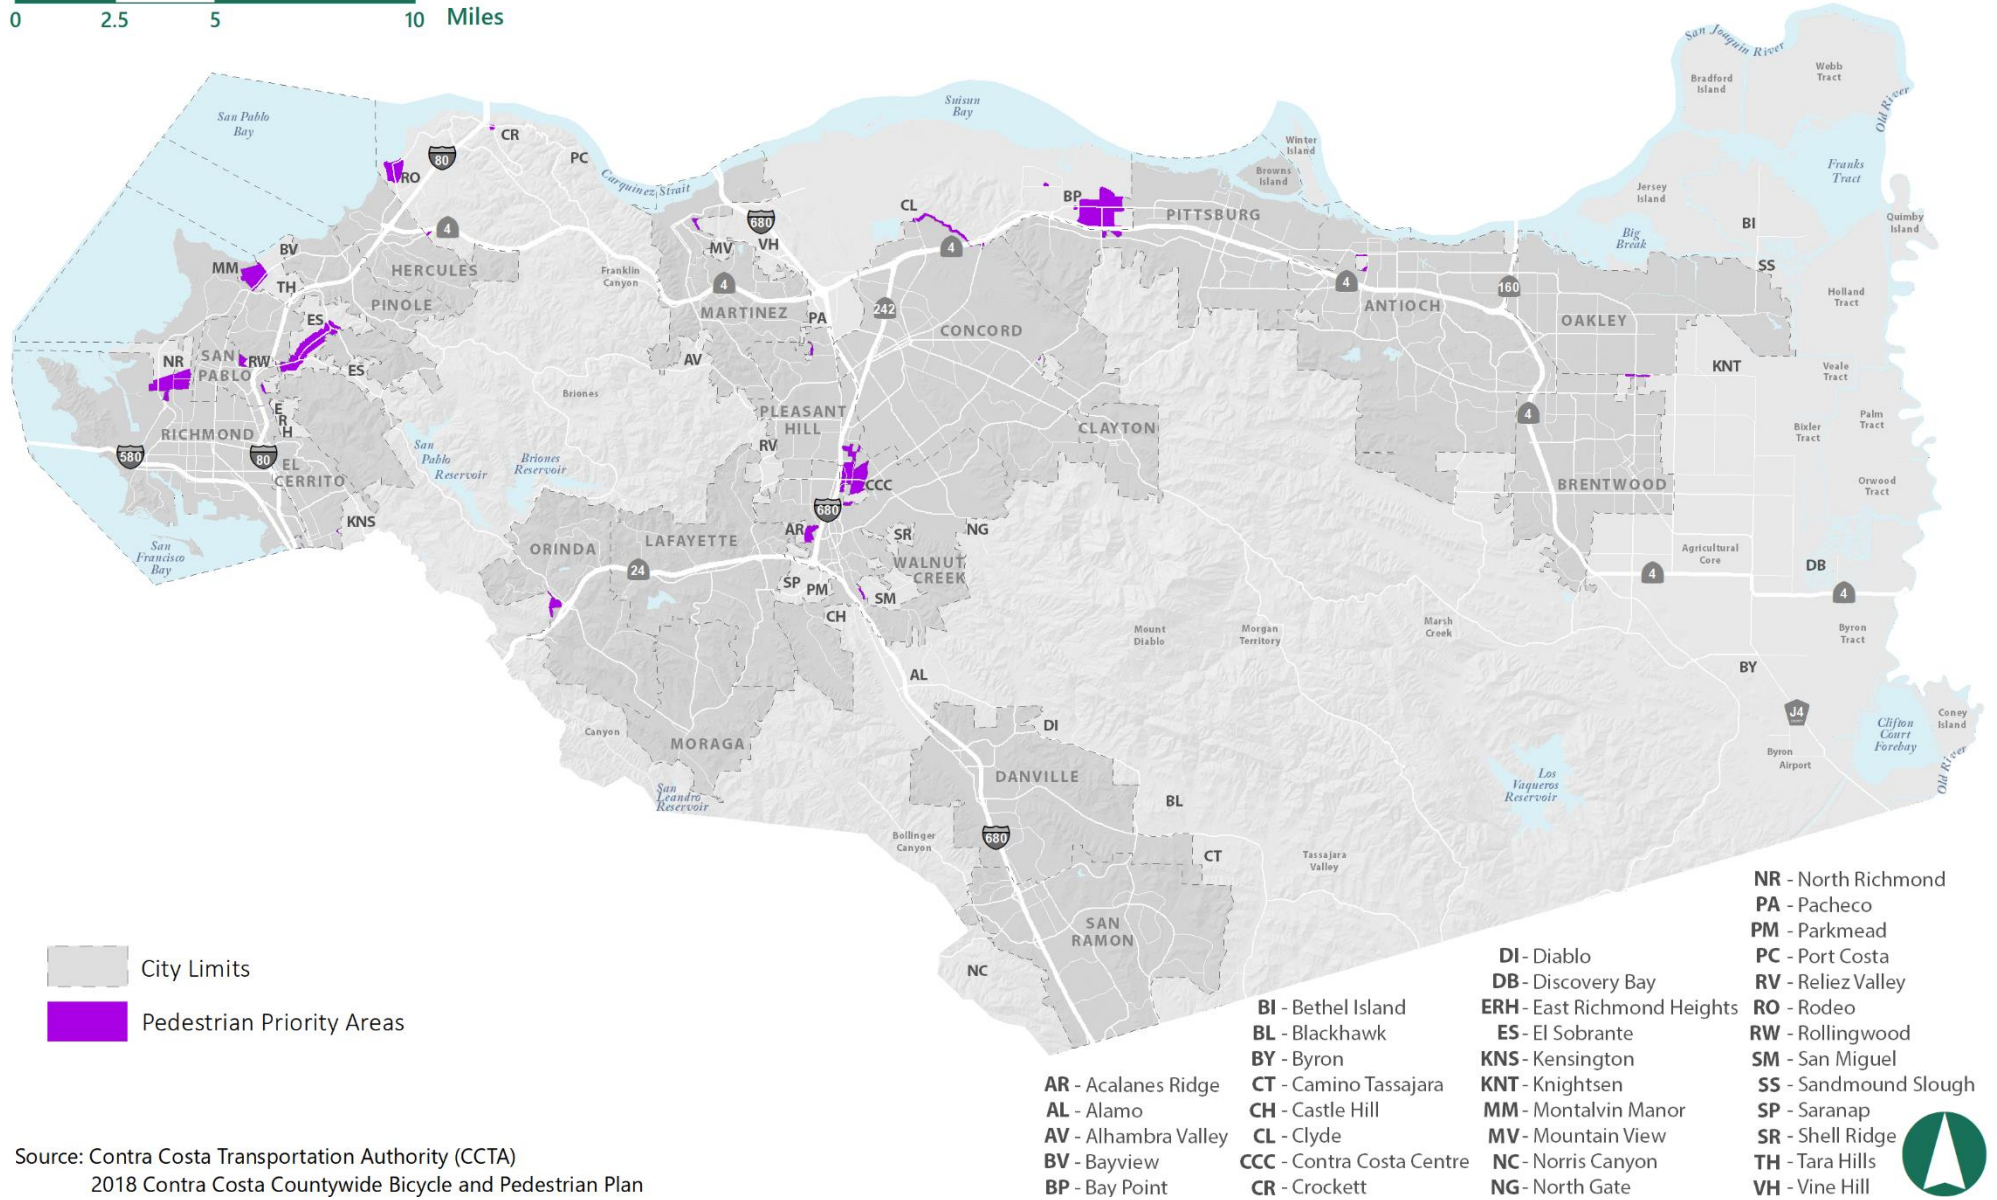 0 2.5 5 10 Miles
San Joaquin River
Bradford
Island
Webb
Tract
Old River
San Pablo
Bay
Suisun
Bay
CR
PC
80
RO
Carquinez Strait
Winter
Island
Browns
Island
Franks
Tract
Jersey
Island
BI
Quimby
Island
Big
Break
BP
PITTSBURG
CL
4
680
MV
VH
4
BV
MM
TH
HERCULES
PINOLE
Franklin
Canyon
4
MARTINEZ
PA
242
CONCORD
4
ANTIOCH
160
OAKLEY
SS
Holland
Tract
ES
NR
SAN
PABLO
RW
ES
AV
Briones
KNT
Veale
Tract
E
R
H
RICHMOND
580
80
EL
CERRITO
San
Pablo
Reservoir
Briones
Reservoir
PLEASANT
HILL
RV
CLAYTON
4
Bixler
Tract
Palm
Tract
CCC
680
BRENTWOOD
Orwood
Tract
KNS
San
Francisco
Bay
ORINDA
LAFAYETTE
AR
SR
NG
WALNUT
CREEK
24
SP
PM
SM
CH
Agricultural
Core
4
DB
4
Mount
Diablo
Morgan
Territory
Marsh
Creek
Byron
Tract
AL
BY
DI
J4
Clifton
Court
Forebay
Coney
Island
Old River
Canyon
MORAGA
San
Leandro
Reservoir
DANVILLE
BL
Byron
Airport
Los
Vaqueros
Reservoir
680
Bollinger
Canyon
CT
Tassajara
Valley
SAN
RAMON
NC
City Limits
Pedestrian Priority Areas
AR - Acalanes Ridge
AL - Alamo
AV - Alhambra Valley
BV - Bayview
BP - Bay Point
BI - Bethel Island
BL - Blackhawk
BY - Byron
CT - Camino Tassajara
CH - Castle Hill
CL - Clyde
CCC - Contra Costa Centre
CR - Crockett
DI - Diablo
DB - Discovery Bay
ERH - East Richmond Heights
ES - El Sobrante
KNS - Kensington
KNT - Knightsen
MM - Montalvin Manor
MV - Mountain View
NC - Norris Canyon
NG - North Gate
NR - North Richmond
PA - Pacheco
PM - Parkmead
PC - Port Costa
RV - Reliez Valley
RO - Rodeo
RW - Rollingwood
SM - San Miguel
SS - Sandmound Slough
SP - Saranap
SR - Shell Ridge
TH - Tara Hills
VH - Vine Hill
Source: Contra Costa Transportation Authority (CCTA)
2018 Contra Costa Countywide Bicycle and Pedestrian Plan